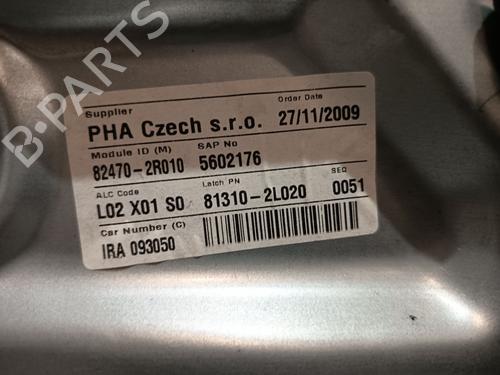 B-PARTS
Supplier Order Date
PHA Czech s.r.o. 27/11/2009
Module ID (M) SAP No
82470-2R010 5602176
ALC Code Latch PN SEQ
L02 X01 S0 81310-2L020 0051
Car Number (C)
IRA 093050